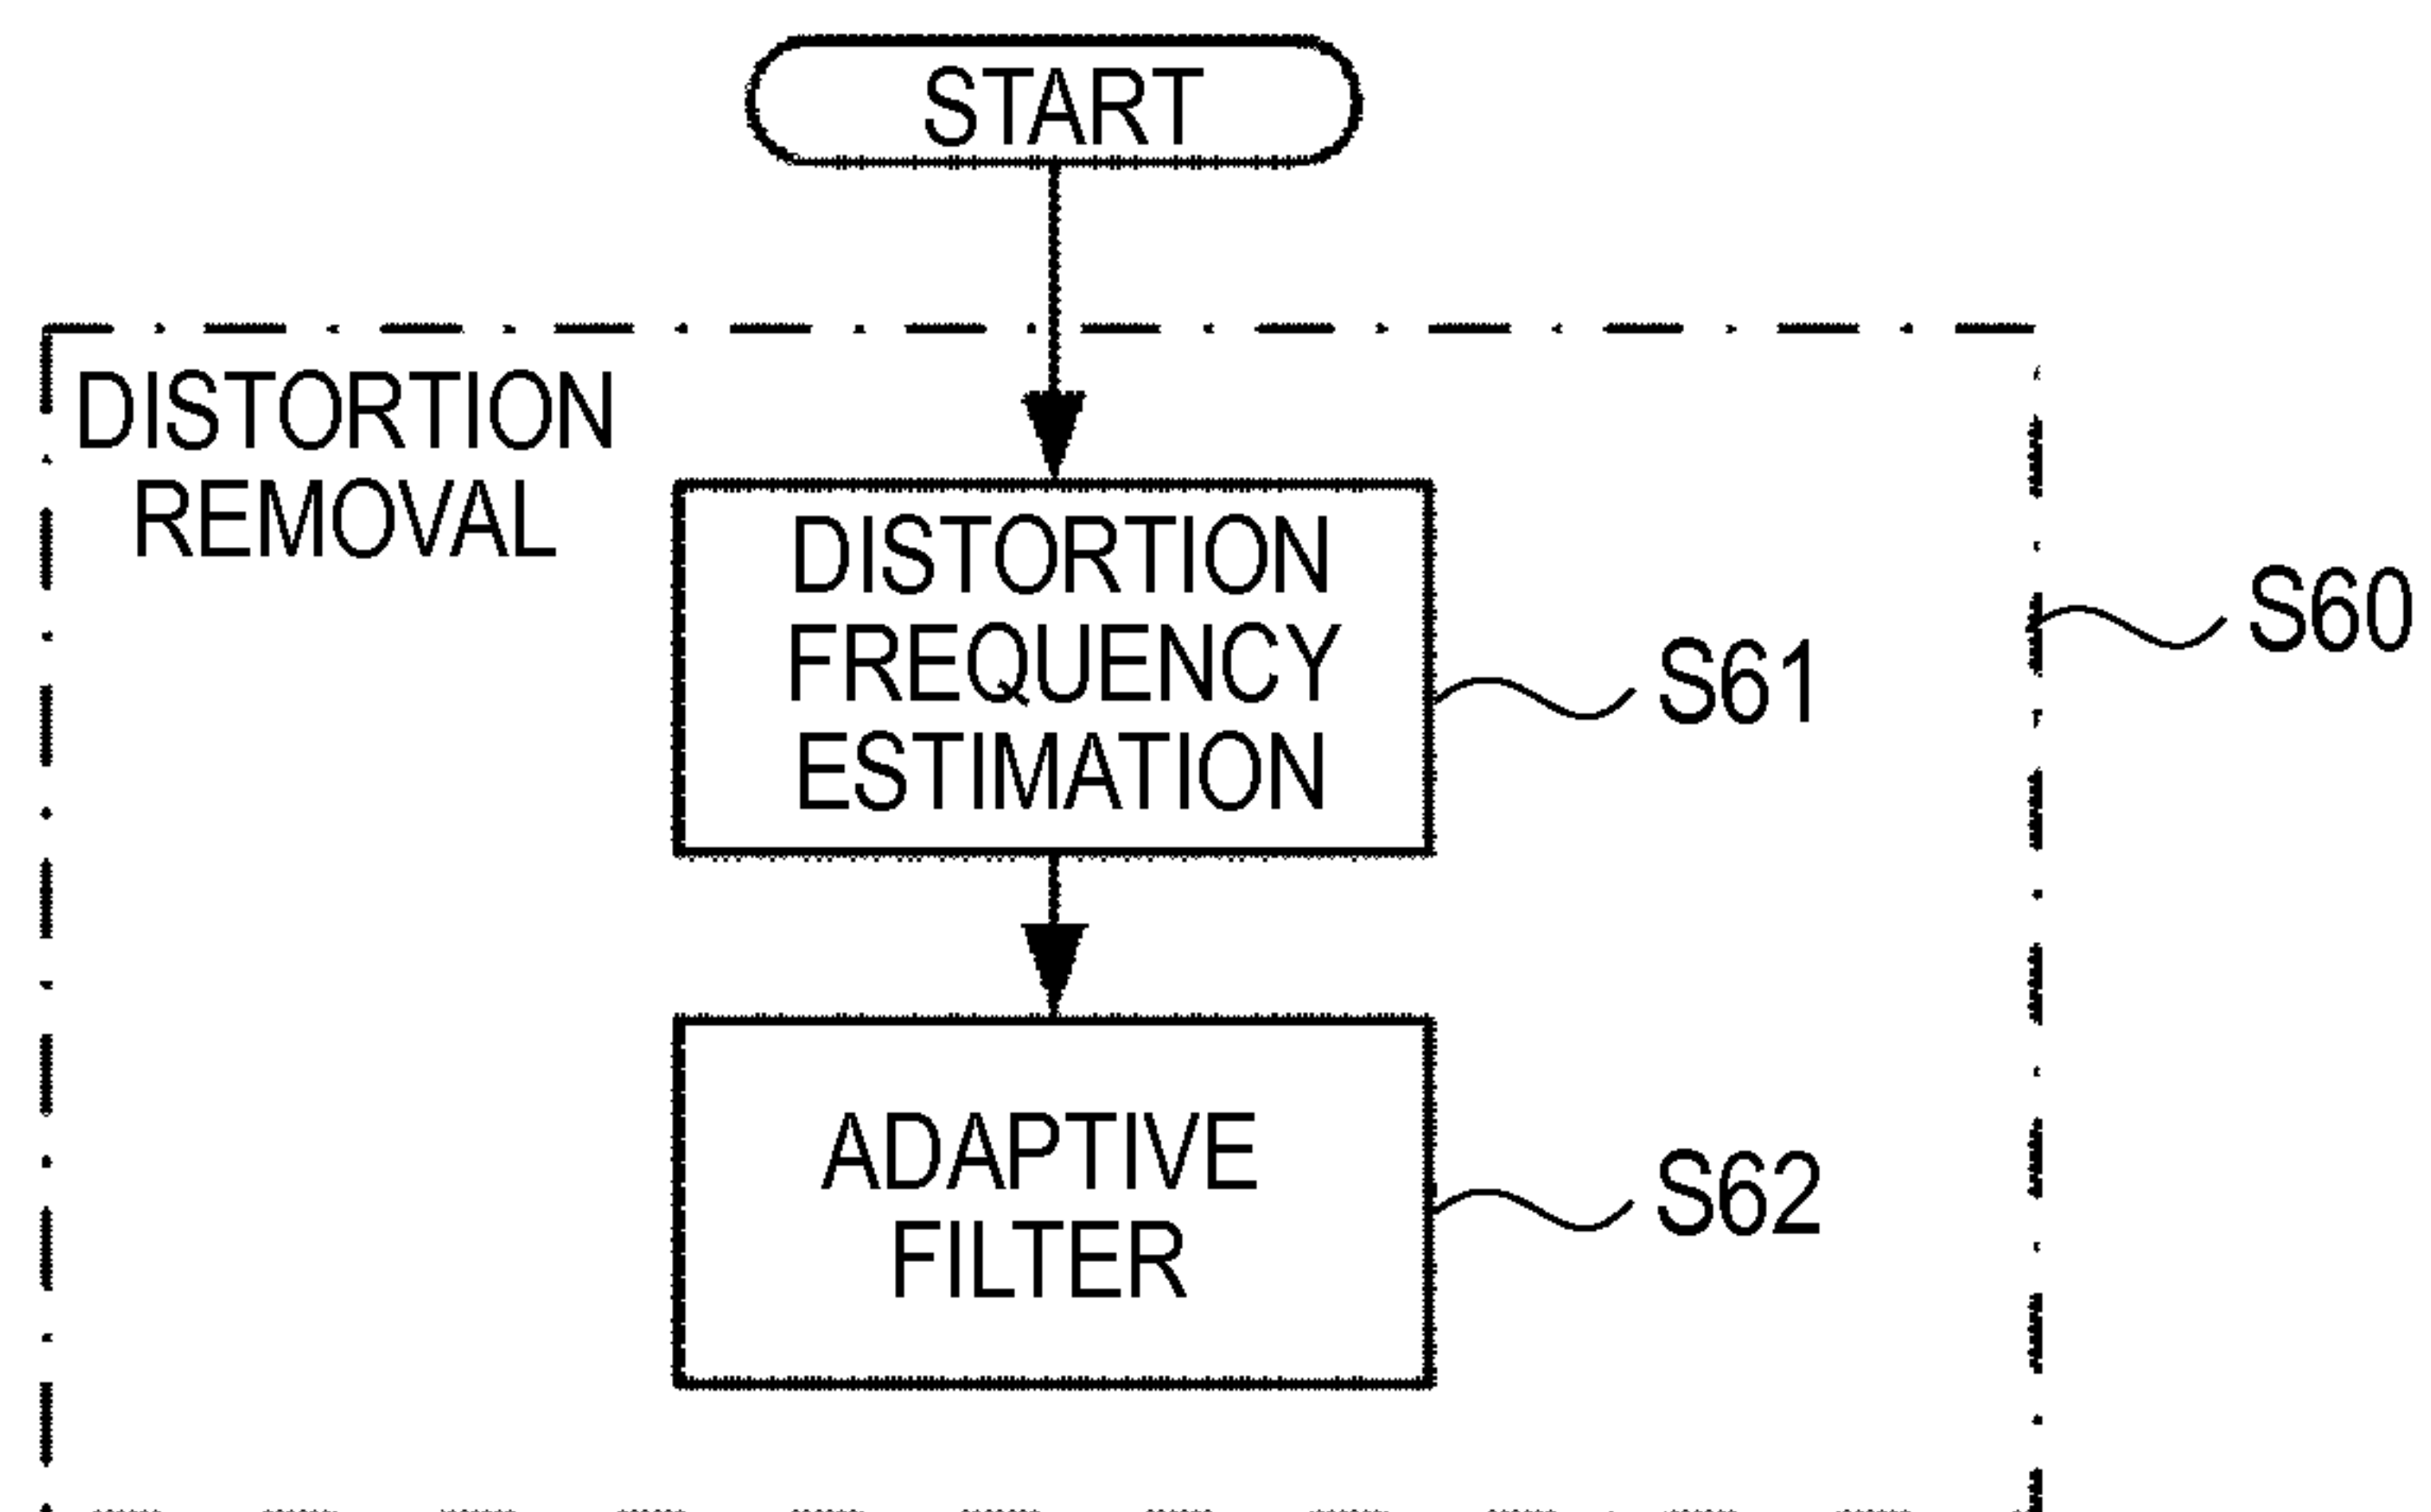 START
DISTORTION
REMOVAL
DISTORTION
FREQUENCY
ESTIMATION
S60
S61
ADAPTIVE
FILTER
S62